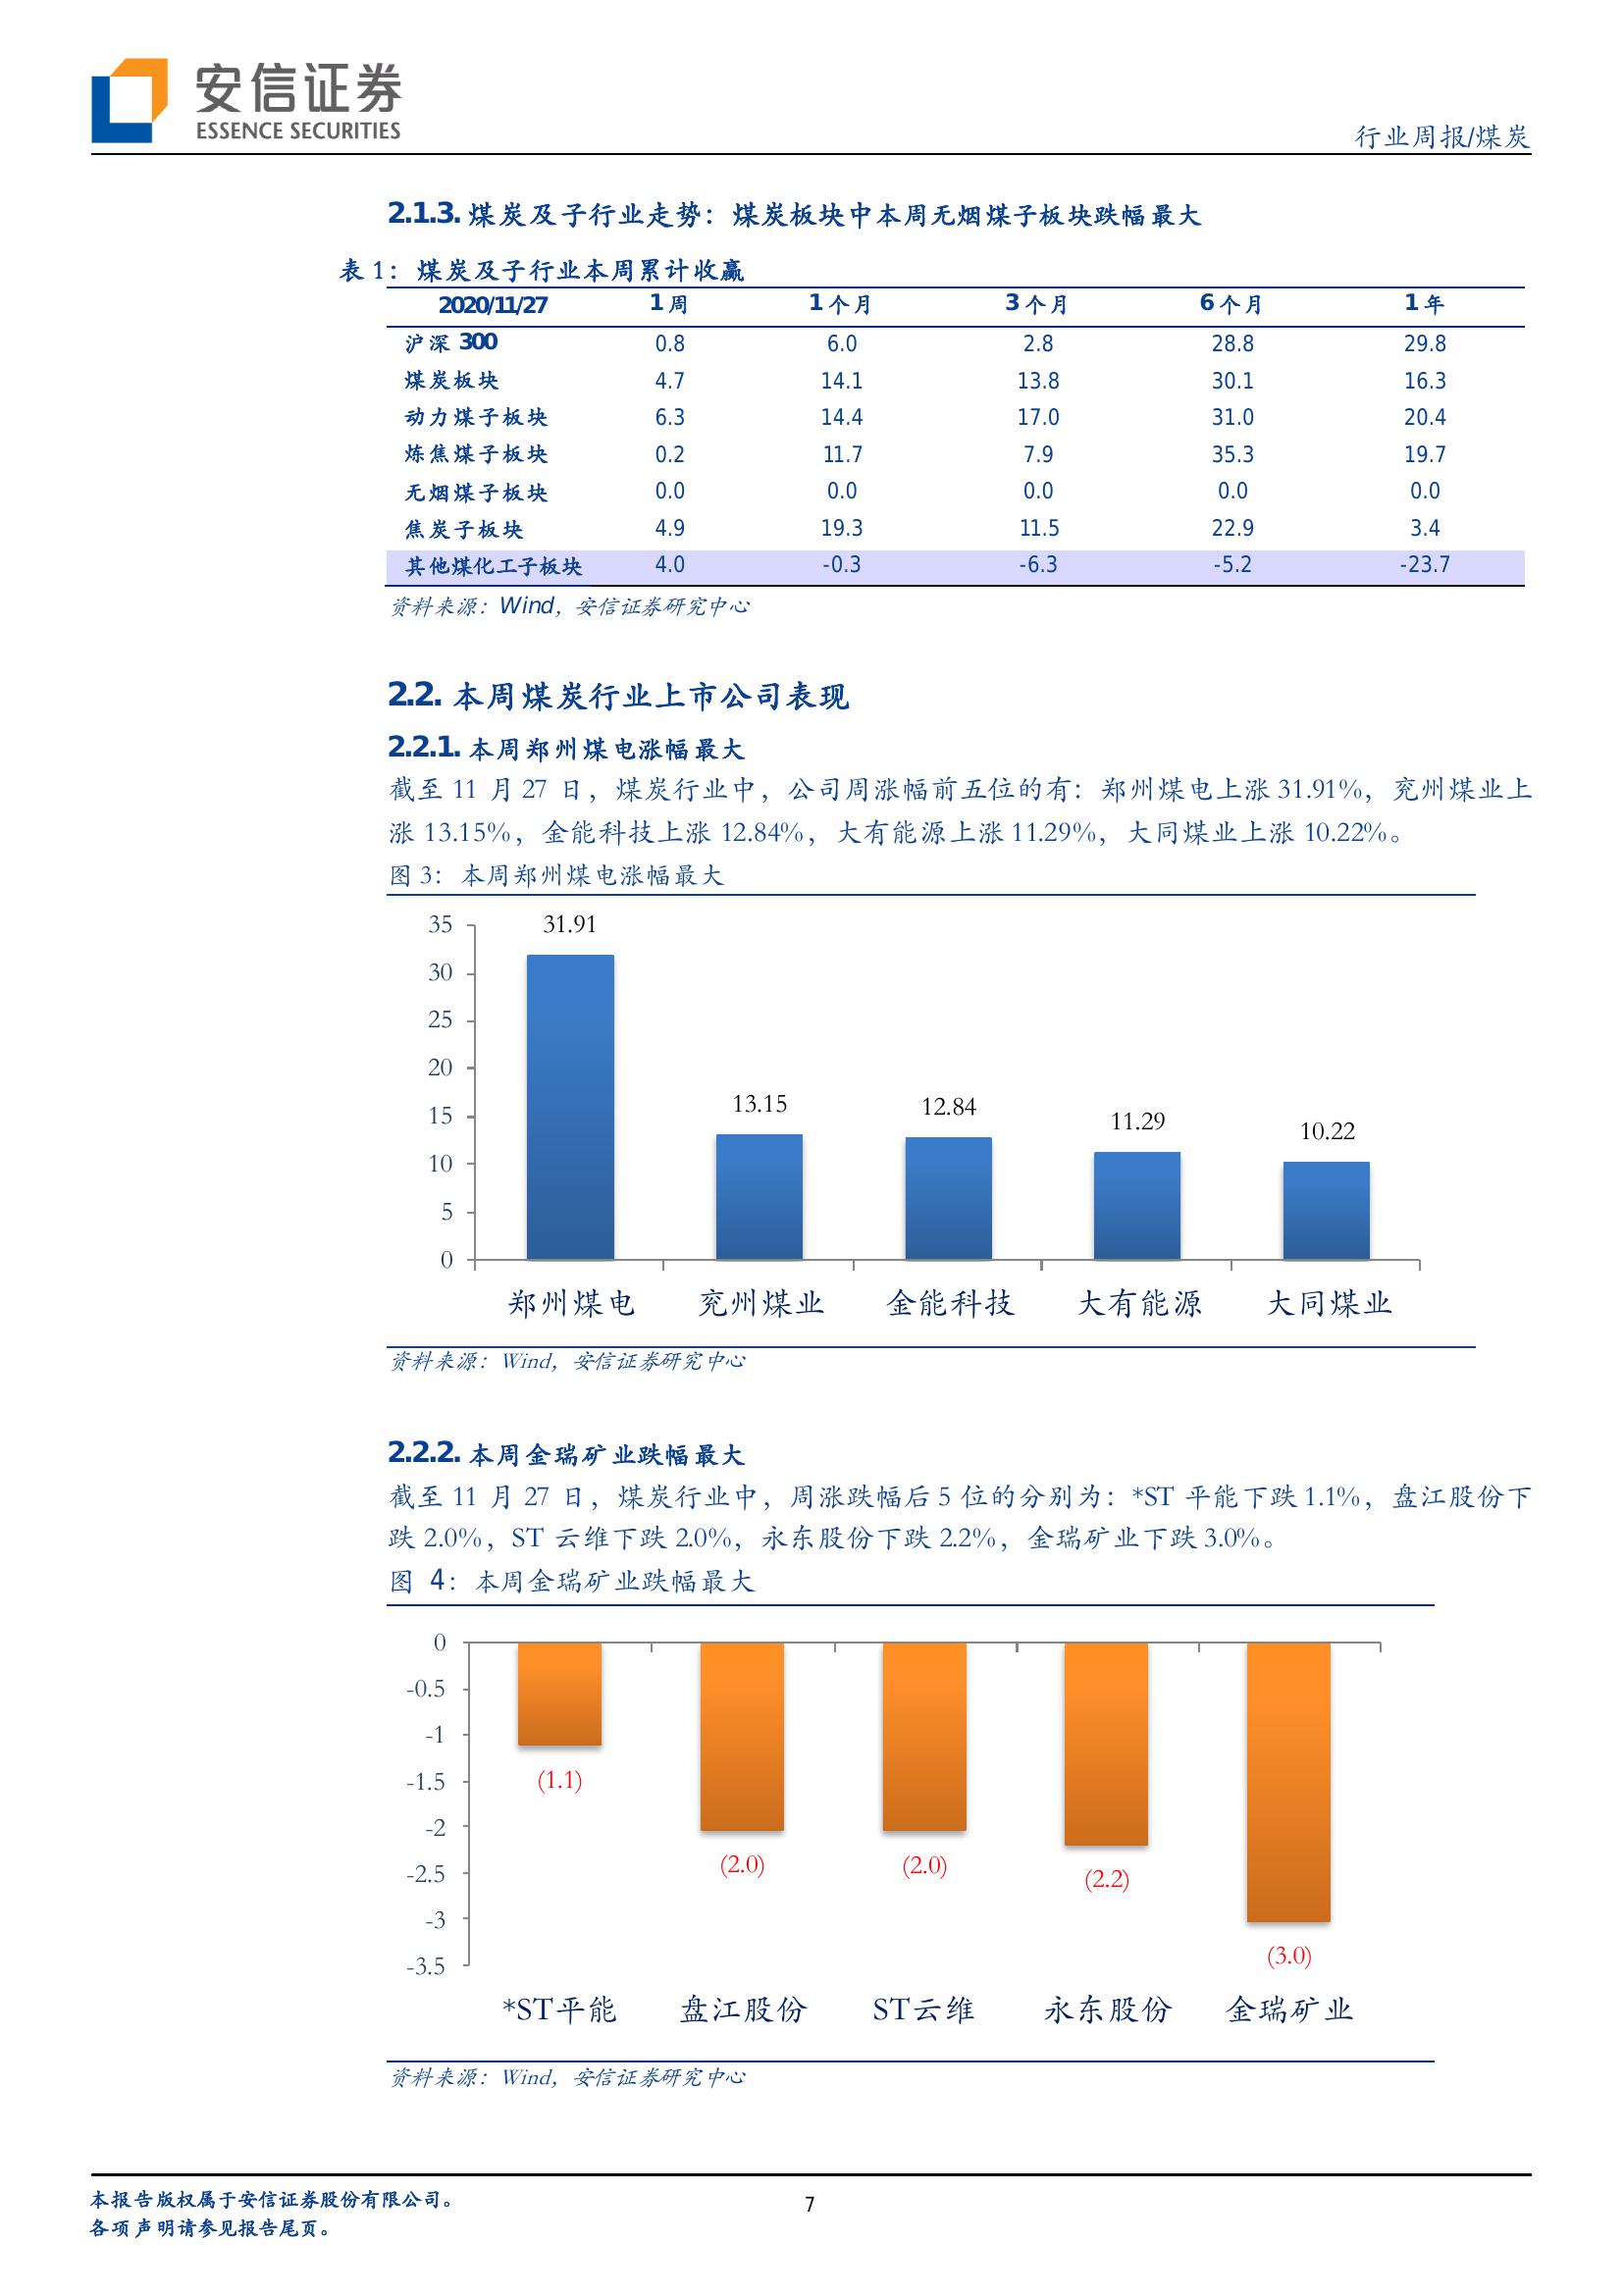 安信证券
ESSENCE SECURITIES
行业周报/煤炭
2.1.3. 煤炭及子行业走势：煤炭板块中本周无烟煤子板块跌幅最大
表 1：煤炭及子行业本周累计收赢
2020/11/27 1 周 1 个月 3 个月 6 个月 1 年
沪深 300 0.8 6.0 2.8 28.8 29.8
煤炭板块 4.7 14.1 13.8 30.1 16.3
动力煤子板块 6.3 14.4 17.0 31.0 20.4
炼焦煤子板块 0.2 11.7 7.9 35.3 19.7
无烟煤子板块 0.0 0.0 0.0 0.0 0.0
焦炭子板块 4.9 19.3 11.5 22.9 3.4
其他煤化工子板块 4.0 -0.3 -6.3 -5.2 -23.7
资料来源：Wind，安信证券研究中心
2.2. 本周煤炭行业上市公司表现
2.2.1. 本周郑州煤电涨幅最大
截至 11 月 27 日，煤炭行业中，公司周涨幅前五位的有：郑州煤电上涨 31.91%，兖州煤业上
涨 13.15%，金能科技上涨 12.84%，大有能源上涨 11.29%，大同煤业上涨 10.22%。
图 3：本周郑州煤电涨幅最大
35
30
25
20
15
10
5
0
31.91
13.15
12.84
11.29
10.22
郑州煤电 兖州煤业 金能科技 大有能源 大同煤业
资料来源：Wind，安信证券研究中心
2.2.2. 本周金瑞矿业跌幅最大
截至 11 月 27 日，煤炭行业中，周涨跌幅后 5 位的分别为：*ST 平能下跌 1.1%，盘江股份下
跌 2.0%，ST 云维下跌 2.0%，永东股份下跌 2.2%，金瑞矿业下跌 3.0%。
图 4：本周金瑞矿业跌幅最大
0
-0.5
-1
-1.5
-2
-2.5
-3
-3.5
(1.1)
(2.0)
(2.0)
(2.2)
(3.0)
*ST平能 盘江股份 ST云维 永东股份 金瑞矿业
资料来源：Wind，安信证券研究中心
本报告版权属于安信证券股份有限公司。
各项声明请参见报告尾页。
7